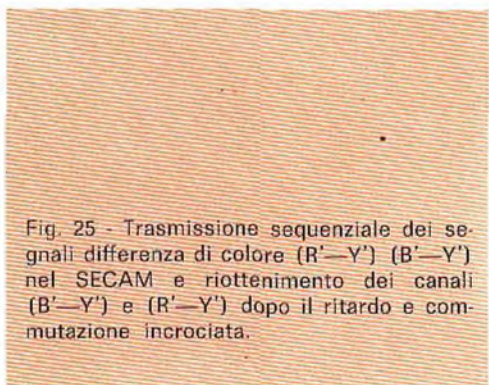 Fig. 25 - Trasmissione sequenziale dei se-
gnali differenza di colore (R'—Y') (B'—Y')
nel SECAM e riottenimento dei canali
(B'—Y') e (R'—Y') dopo il ritardo e com-
mutazione incrociata.